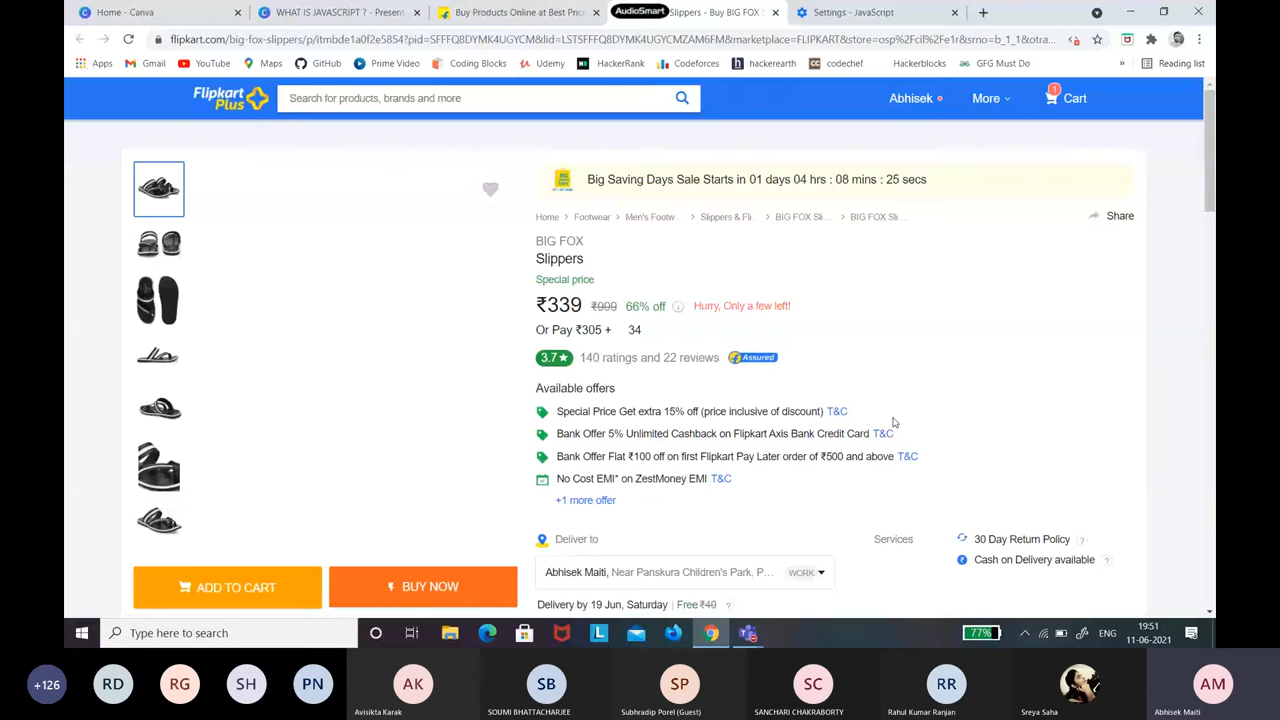 Home - Canva
WHAT IS JAVASCRIPT ? - Present
Buy Products Online at Best Pric
AudioSmart
Slippers - Buy BIG FOX S
Settings - JavaScript
flipkart.com/big-fox-slippers/p/itmbde1a0f2e5854?pid=SFFFQ8DYMK4UGYCM&lid=LSTSFFFQ8DYMK4UGYCMZAM6FM&marketplace=FLIPKART&store=osp%2Fcil%2Fe1r&srno=b_1_1&otra...
Apps
Gmail
YouTube
Maps
GitHub
Prime Video
Coding Blocks
Udemy
HackerRank
Codeforces
hackerearth
codechef
Hackerblocks
GFG Must Do
»
Reading list
Flipkart
Plus
Search for products, brands and more
Abhisek
More
1
Cart
Big Saving Days Sale Starts in 01 days 04 hrs : 08 mins : 25 secs
Home > Footwear > Men's Footw... > Slippers & Fli... > BIG FOX Sli... > BIG FOX Sli...
Share
BIG FOX
Slippers
Special price
₹339 ₹999 66% off Hurry, Only a few left!
Or Pay ₹305 + 34
3.7★ 140 ratings and 22 reviews Assured
Available offers
Special Price Get extra 15% off (price inclusive of discount) T&C
Bank Offer 5% Unlimited Cashback on Flipkart Axis Bank Credit Card T&C
Bank Offer Flat ₹100 off on first Flipkart Pay Later order of ₹500 and above T&C
No Cost EMI* on ZestMoney EMI T&C
+1 more offer
Deliver to
Services
30 Day Return Policy ?
Cash on Delivery available ?
Abhisek Maiti, Near Panskura Children's Park, P... WORK
Delivery by 19 Jun, Saturday | Free ₹40 ?
ADD TO CART
BUY NOW
Type here to search
77%
ENG
19:51
11-06-2021
+126
RD
RG
SH
PN
AK
Avisikta Karak
SB
SOUMI BHATTACHARJEE
SP
Subhradip Porel (Guest)
SC
SANCHARI CHAKRABORTY
RR
Rahul Kumar Ranjan
Sreya Saha
AM
Abhisek Maiti